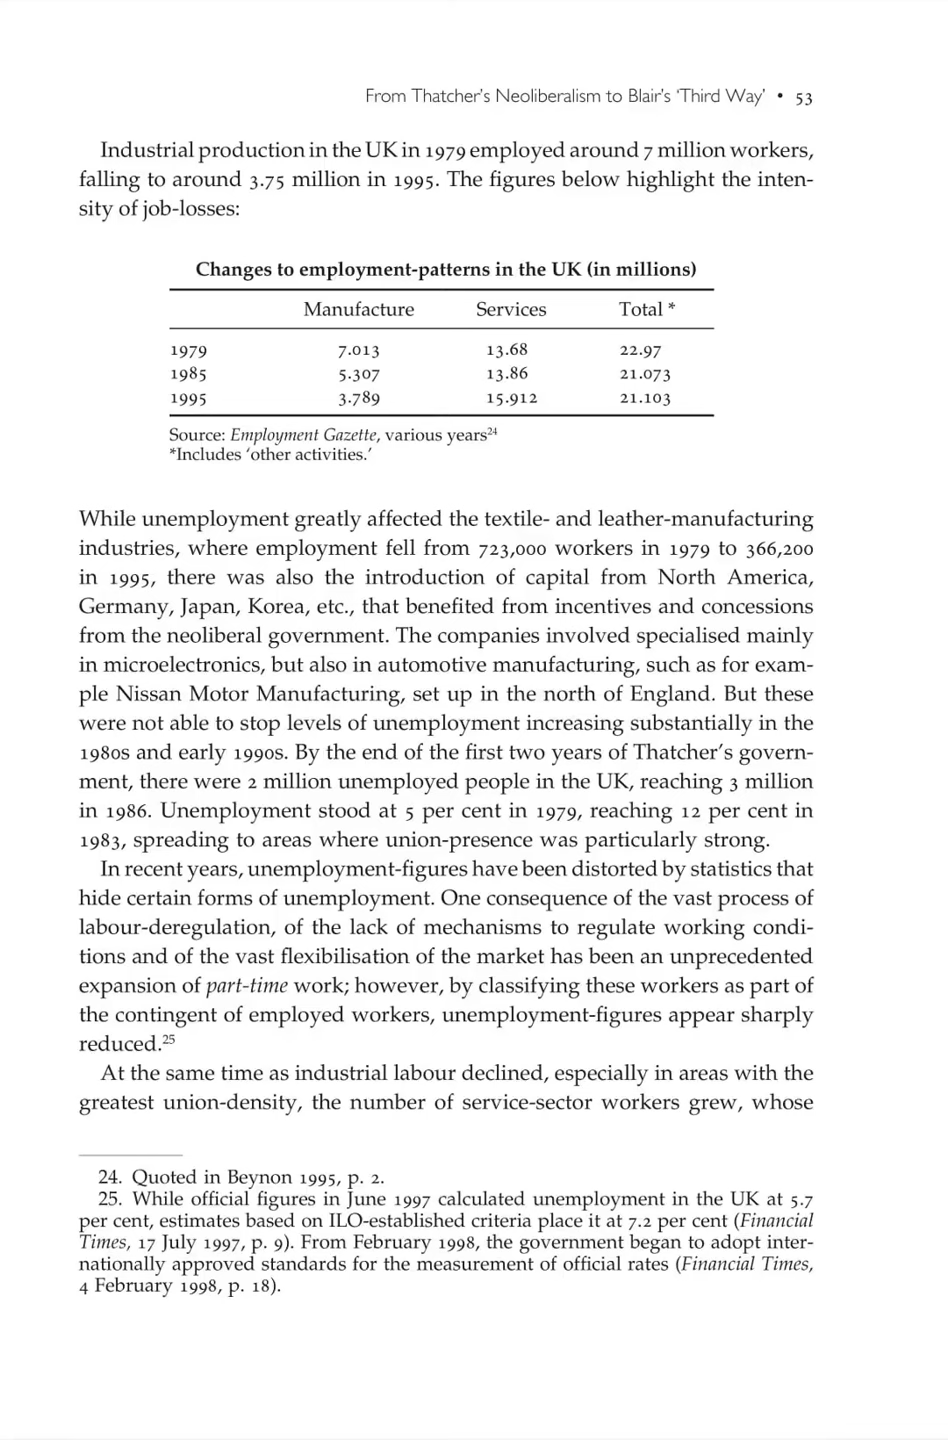 From Thatcher's Neoliberalism to Blair's 'Third Way' • 53
Industrial production in the UK in 1979 employed around 7 million workers,
falling to around 3.75 million in 1995. The figures below highlight the inten-
sity of job-losses:
Changes to employment-patterns in the UK (in millions)
Manufacture Services Total *
1979 7.013 13.68 22.97
1985 5.307 13.86 21.073
1995 3.789 15.912 21.103
Source: Employment Gazette, various years24
*Includes 'other activities.'
While unemployment greatly affected the textile- and leather-manufacturing
industries, where employment fell from 723,000 workers in 1979 to 366,200
in 1995, there was also the introduction of capital from North America,
Germany, Japan, Korea, etc., that benefited from incentives and concessions
from the neoliberal government. The companies involved specialised mainly
in microelectronics, but also in automotive manufacturing, such as for exam-
ple Nissan Motor Manufacturing, set up in the north of England. But these
were not able to stop levels of unemployment increasing substantially in the
1980s and early 1990s. By the end of the first two years of Thatcher's govern-
ment, there were 2 million unemployed people in the UK, reaching 3 million
in 1986. Unemployment stood at 5 per cent in 1979, reaching 12 per cent in
1983, spreading to areas where union-presence was particularly strong.
In recent years, unemployment-figures have been distorted by statistics that
hide certain forms of unemployment. One consequence of the vast process of
labour-deregulation, of the lack of mechanisms to regulate working condi-
tions and of the vast flexibilisation of the market has been an unprecedented
expansion of part-time work; however, by classifying these workers as part of
the contingent of employed workers, unemployment-figures appear sharply
reduced.25
At the same time as industrial labour declined, especially in areas with the
greatest union-density, the number of service-sector workers grew, whose
24. Quoted in Beynon 1995, p. 2.
25. While official figures in June 1997 calculated unemployment in the UK at 5.7
per cent, estimates based on ILO-established criteria place it at 7.2 per cent (Financial
Times, 17 July 1997, p. 9). From February 1998, the government began to adopt inter-
nationally approved standards for the measurement of official rates (Financial Times,
4 February 1998, p. 18).